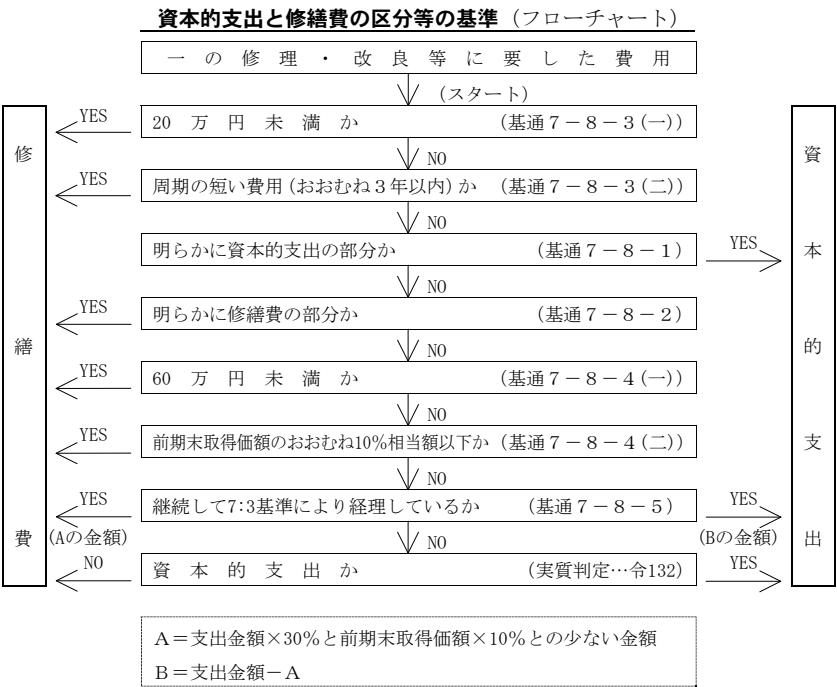 資本的支出と修繕費の区分等の基準（フローチャート）
一の修理・改良等に要した費用
（スタート）
YES
20万円未満か （基通７－８－３(一)）
NO
YES
周期の短い費用（おおむね３年以内）か （基通７－８－３(二)）
NO
明らかに資本的支出の部分か （基通７－８－１）
YES
NO
YES
明らかに修繕費の部分か （基通７－８－２）
NO
YES
60万円未満か （基通７－８－４(一)）
NO
YES
前期末取得価額のおおむね10%相当額以下か （基通７－８－４(二)）
NO
YES
(Aの金額)
継続して7:3基準により経理しているか （基通７－８－５）
YES
(Bの金額)
NO
NO
資本的支出か （実質判定…令132）
YES
修繕費
資本的支出
Ａ＝支出金額×30％と前期末取得価額×10％との少ない金額
Ｂ＝支出金額－Ａ